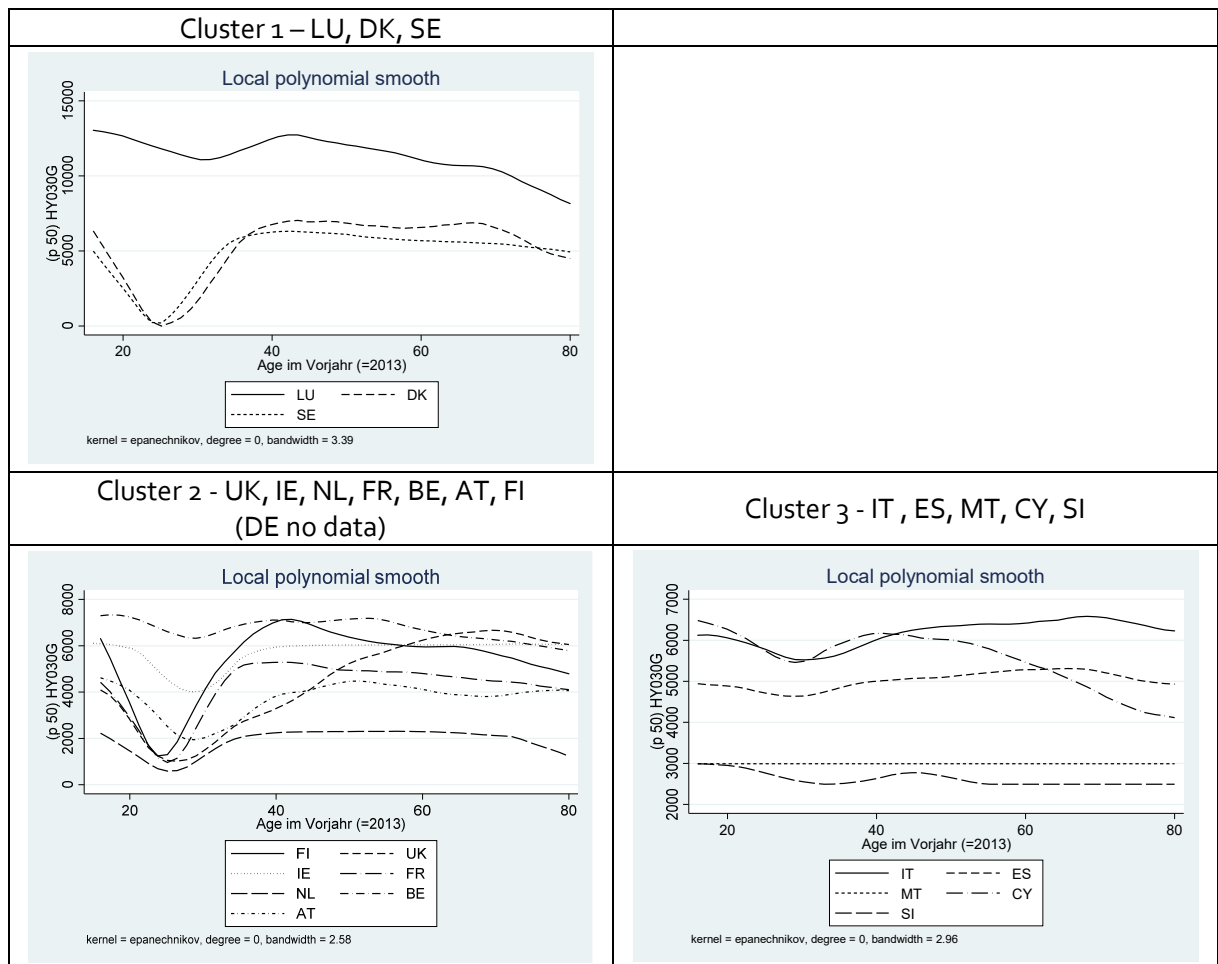 Cluster 1 – LU, DK, SE
Local polynomial smooth
(p 50) HY030G
15000
10000
5000
0
20 40 60 80
Age im Vorjahr (=2013)
LU DK
SE
kernel = epanechnikov, degree = 0, bandwidth = 3.39
Cluster 2 - UK, IE, NL, FR, BE, AT, FI
(DE no data)
Cluster 3 - IT , ES, MT, CY, SI
Local polynomial smooth
(p 50) HY030G
8000
6000
4000
2000
0
20 40 60 80
Age im Vorjahr (=2013)
FI UK
IE FR
NL BE
AT
kernel = epanechnikov, degree = 0, bandwidth = 2.58
Local polynomial smooth
(p 50) HY030G
7000
6000
5000
4000
3000
2000
20 40 60 80
Age im Vorjahr (=2013)
IT ES
MT CY
SI
kernel = epanechnikov, degree = 0, bandwidth = 2.96